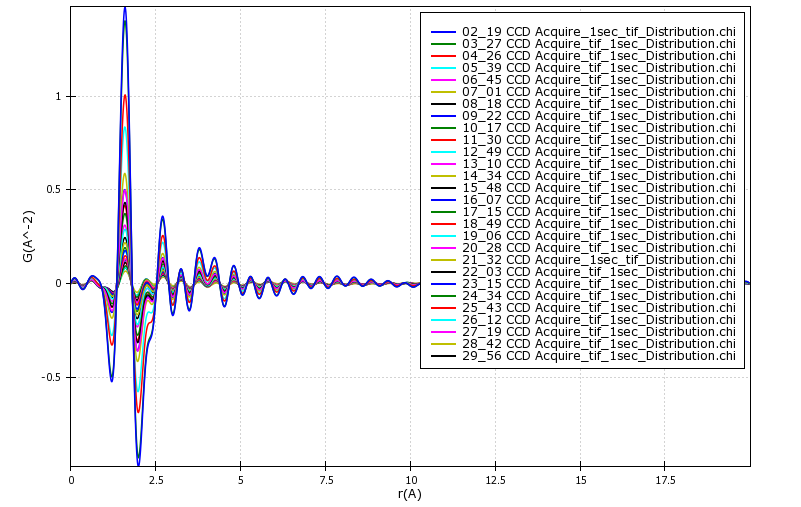 02_19 CCD Acquire_1sec_tif_Distribution.chi
03_27 CCD Acquire_tif_1sec_Distribution.chi
04_26 CCD Acquire_tif_1sec_Distribution.chi
05_39 CCD Acquire_tif_1sec_Distribution.chi
06_45 CCD Acquire_tif_1sec_Distribution.chi
07_01 CCD Acquire_tif_1sec_Distribution.chi
08_18 CCD Acquire_tif_1sec_Distribution.chi
09_22 CCD Acquire_tif_1sec_Distribution.chi
10_17 CCD Acquire_tif_1sec_Distribution.chi
11_30 CCD Acquire_tif_1sec_Distribution.chi
12_49 CCD Acquire_tif_1sec_Distribution.chi
13_10 CCD Acquire_tif_1sec_Distribution.chi
14_34 CCD Acquire_tif_1sec_Distribution.chi
15_48 CCD Acquire_tif_1sec_Distribution.chi
16_07 CCD Acquire_tif_1sec_Distribution.chi
17_15 CCD Acquire_tif_1sec_Distribution.chi
18_49 CCD Acquire_tif_1sec_Distribution.chi
19_06 CCD Acquire_tif_1sec_Distribution.chi
20_28 CCD Acquire_tif_1sec_Distribution.chi
21_32 CCD Acquire_1sec_tif_Distribution.chi
22_03 CCD Acquire_tif_1sec_Distribution.chi
23_15 CCD Acquire_tif_1sec_Distribution.chi
24_34 CCD Acquire_tif_1sec_Distribution.chi
25_43 CCD Acquire_tif_1sec_Distribution.chi
26_12 CCD Acquire_tif_1sec_Distribution.chi
27_19 CCD Acquire_tif_1sec_Distribution.chi
28_42 CCD Acquire_tif_1sec_Distribution.chi
29_56 CCD Acquire_tif_1sec_Distribution.chi
1
0.5
0
-0.5
G(A^-2)
0 2.5 5 7.5 10 12.5 15 17.5
r(A)